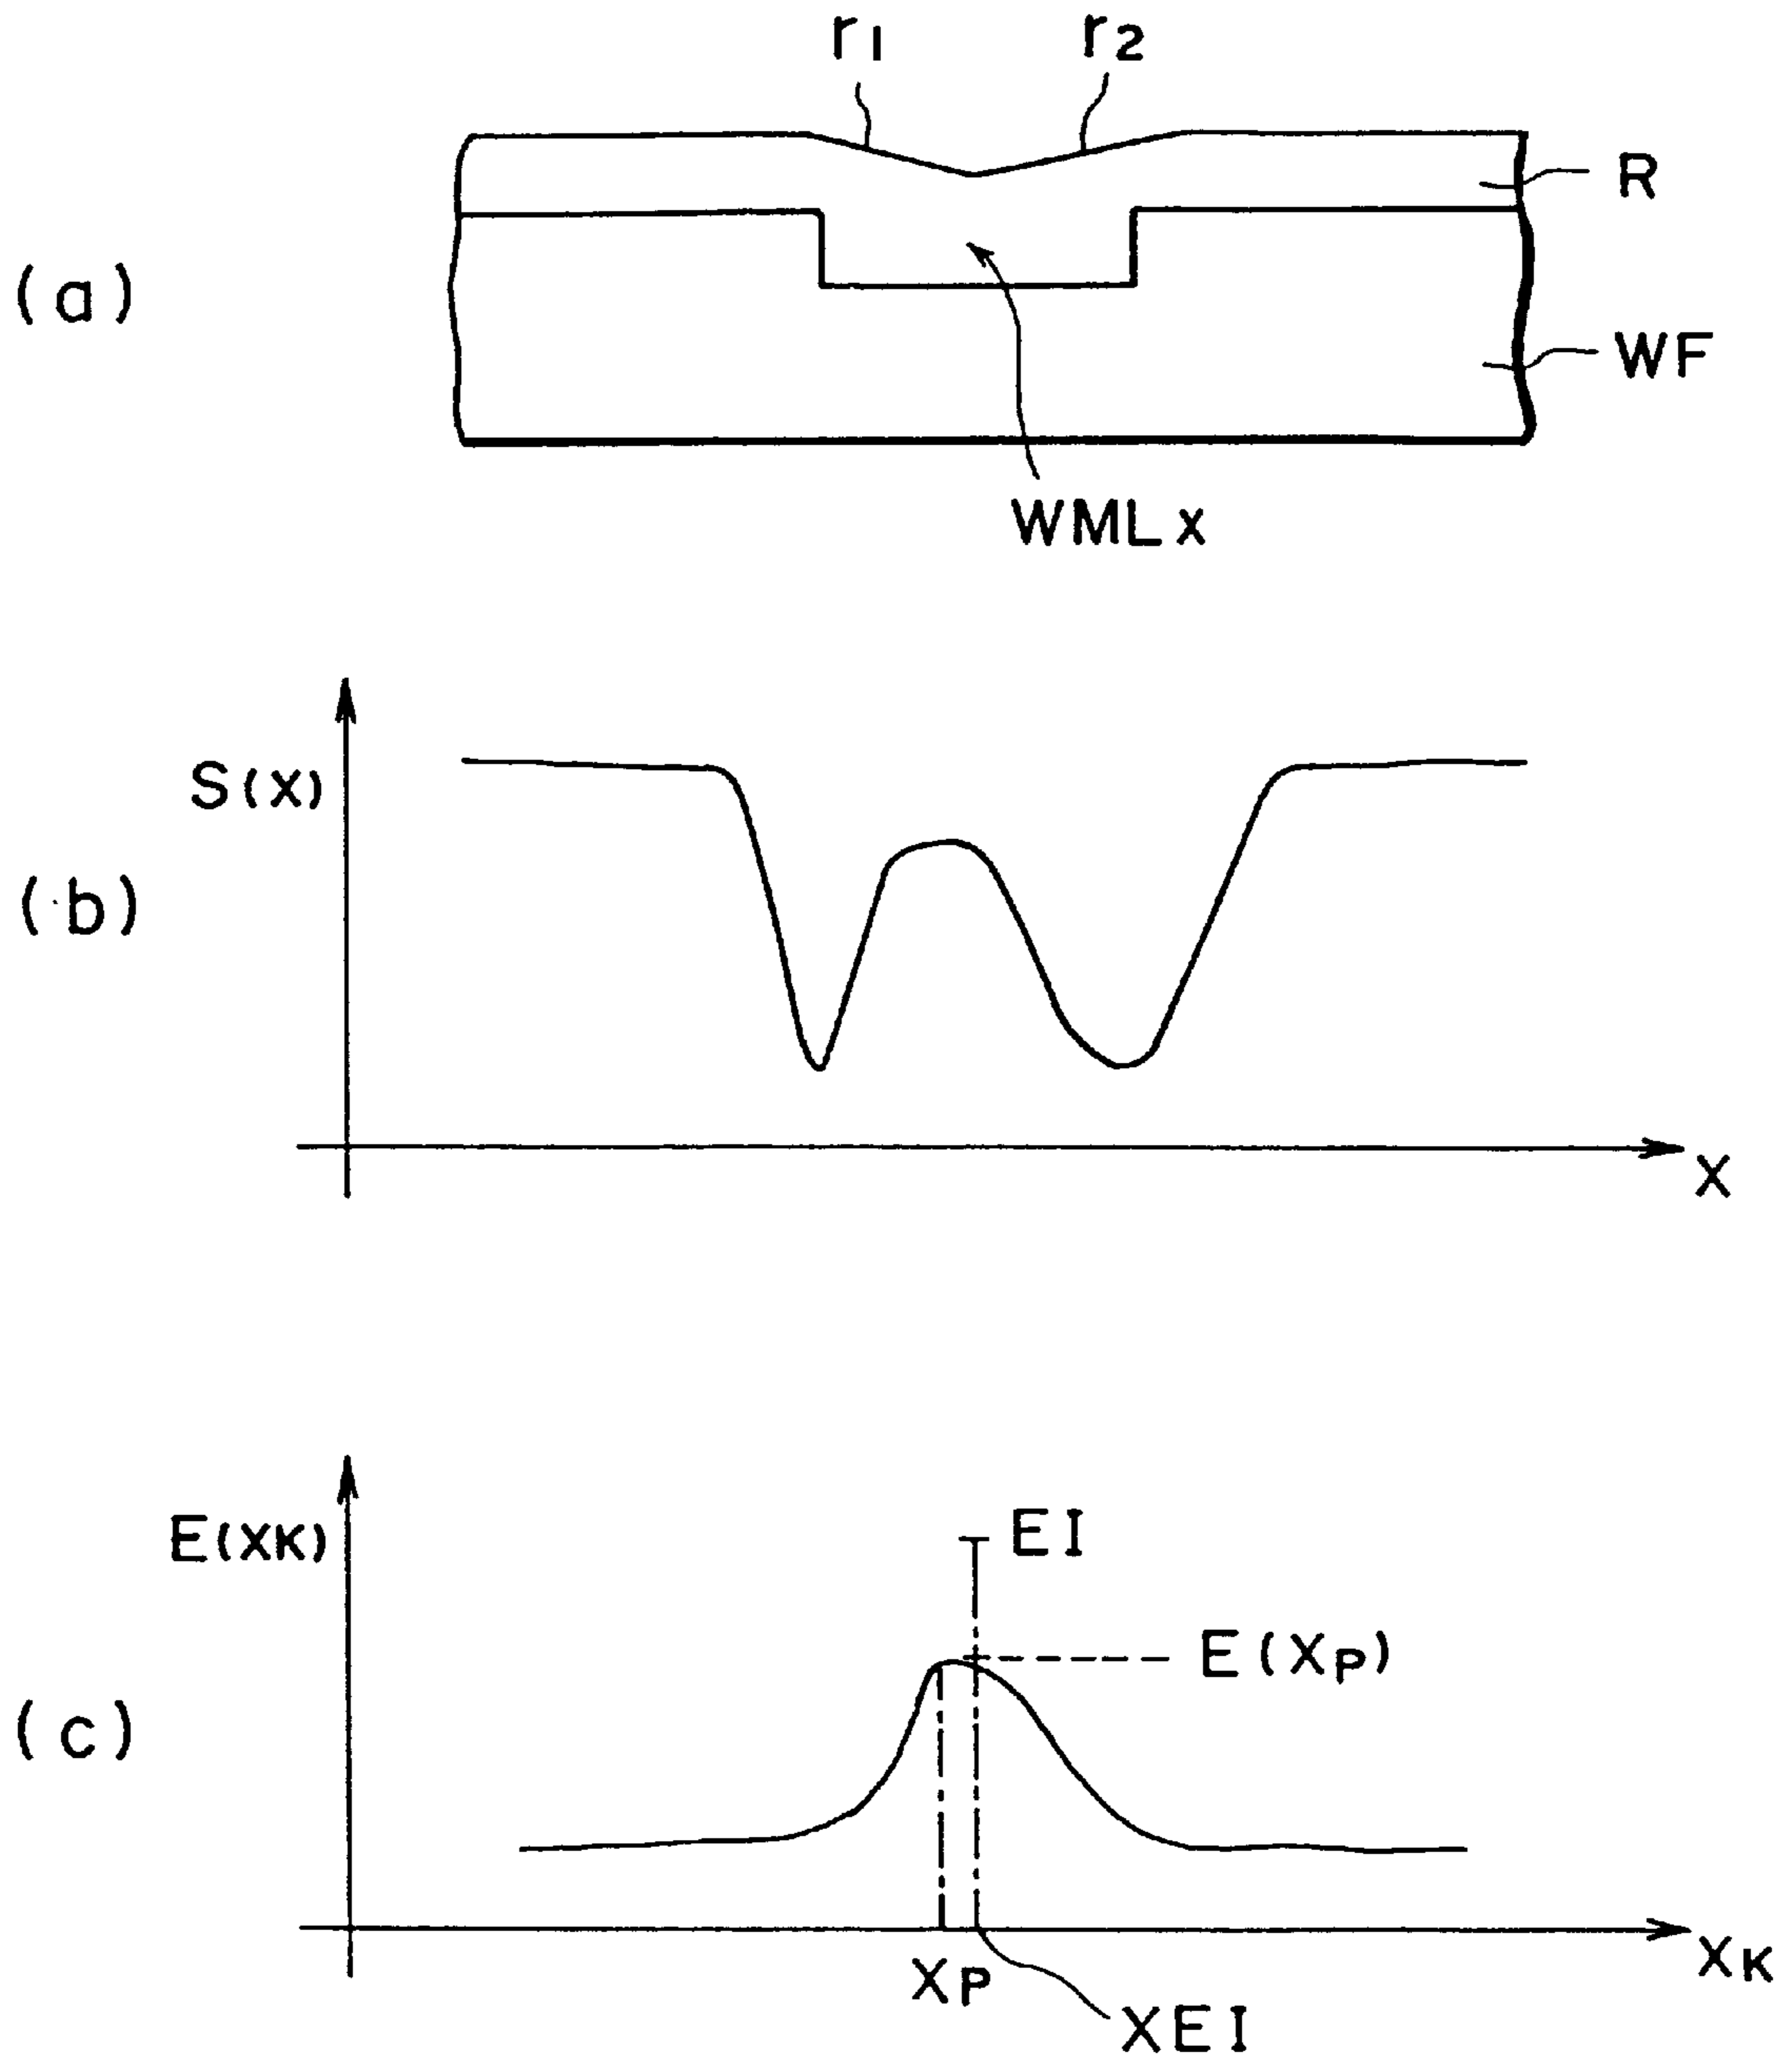 (a)
r1
r2
R
WF
WMLx
(b)
S(x)
x
(c)
E(XK)
EI
E(XP)
XP
XEI
XK